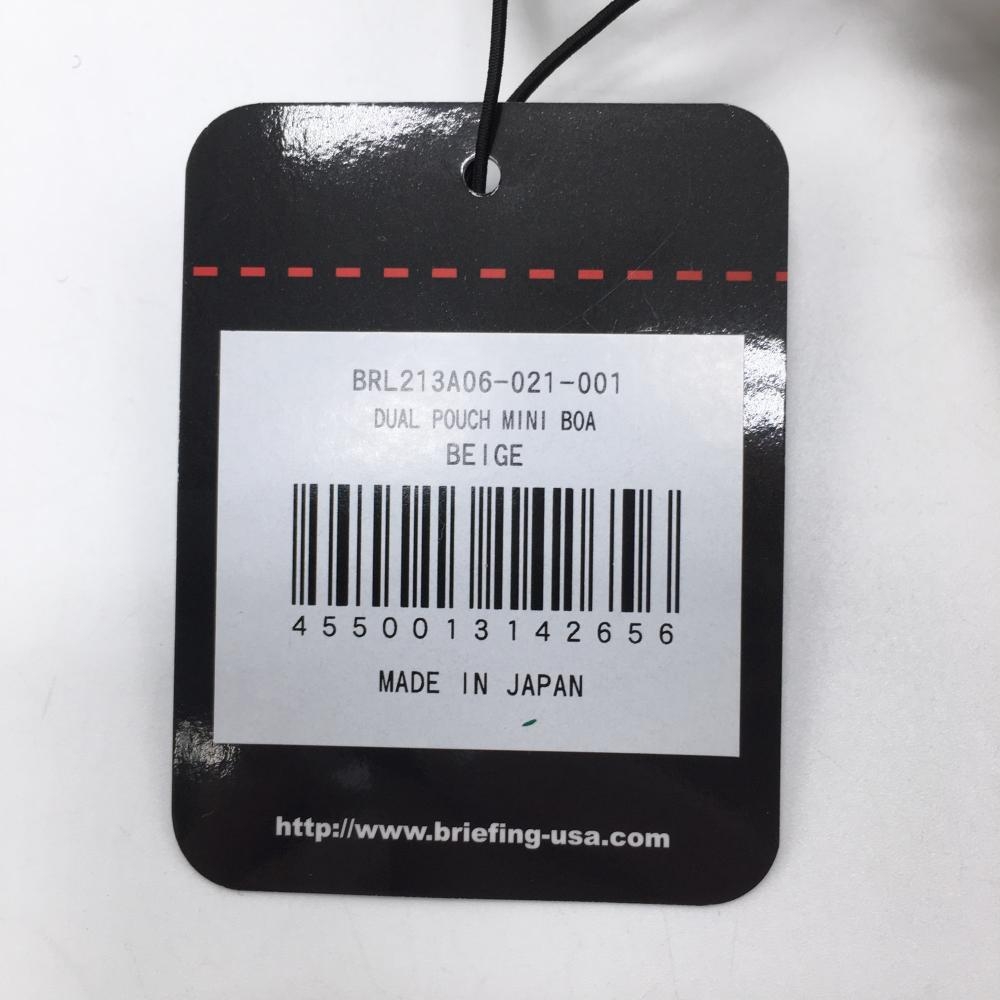 BRL213A06-021-001
DUAL POUCH MINI BOA
BEIGE
4550013142656
MADE IN JAPAN
http://www.briefing-usa.com